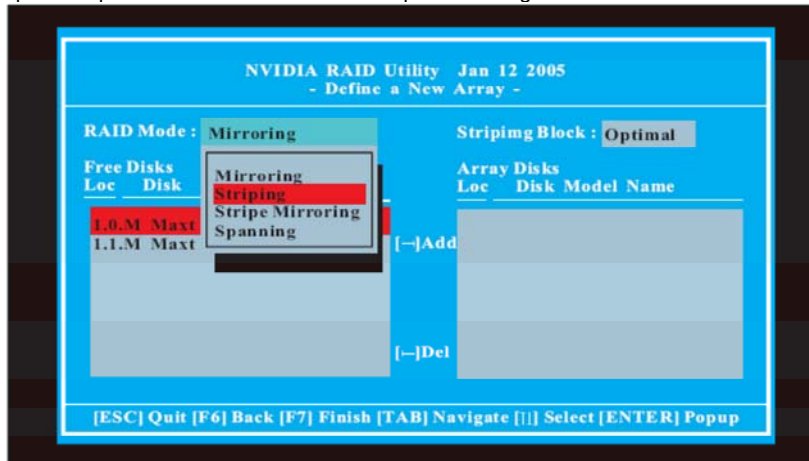 NVIDIA RAID Utility Jan 12 2005
- Define a New Array -
RAID Mode : Mirroring
Stripimg Block : Optimal
Free Disks
Loc Disk
Mirroring
Striping
Stripe Mirroring
Spanning
1.0.M Maxt
1.1.M Maxt
Array Disks
Loc Disk Model Name
[→]Add
[←]Del
[ESC] Quit [F6] Back [F7] Finish [TAB] Navigate [↑↓] Select [ENTER] Popup